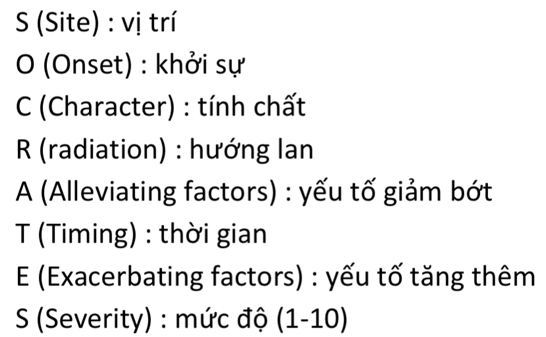 S (Site) : vị trí
O (Onset) : khởi sự
C (Character) : tính chất
R (radiation) : hướng lan
A (Alleviating factors) : yếu tố giảm bớt
T (Timing) : thời gian
E (Exacerbating factors) : yếu tố tăng thêm
S (Severity) : mức độ (1-10)